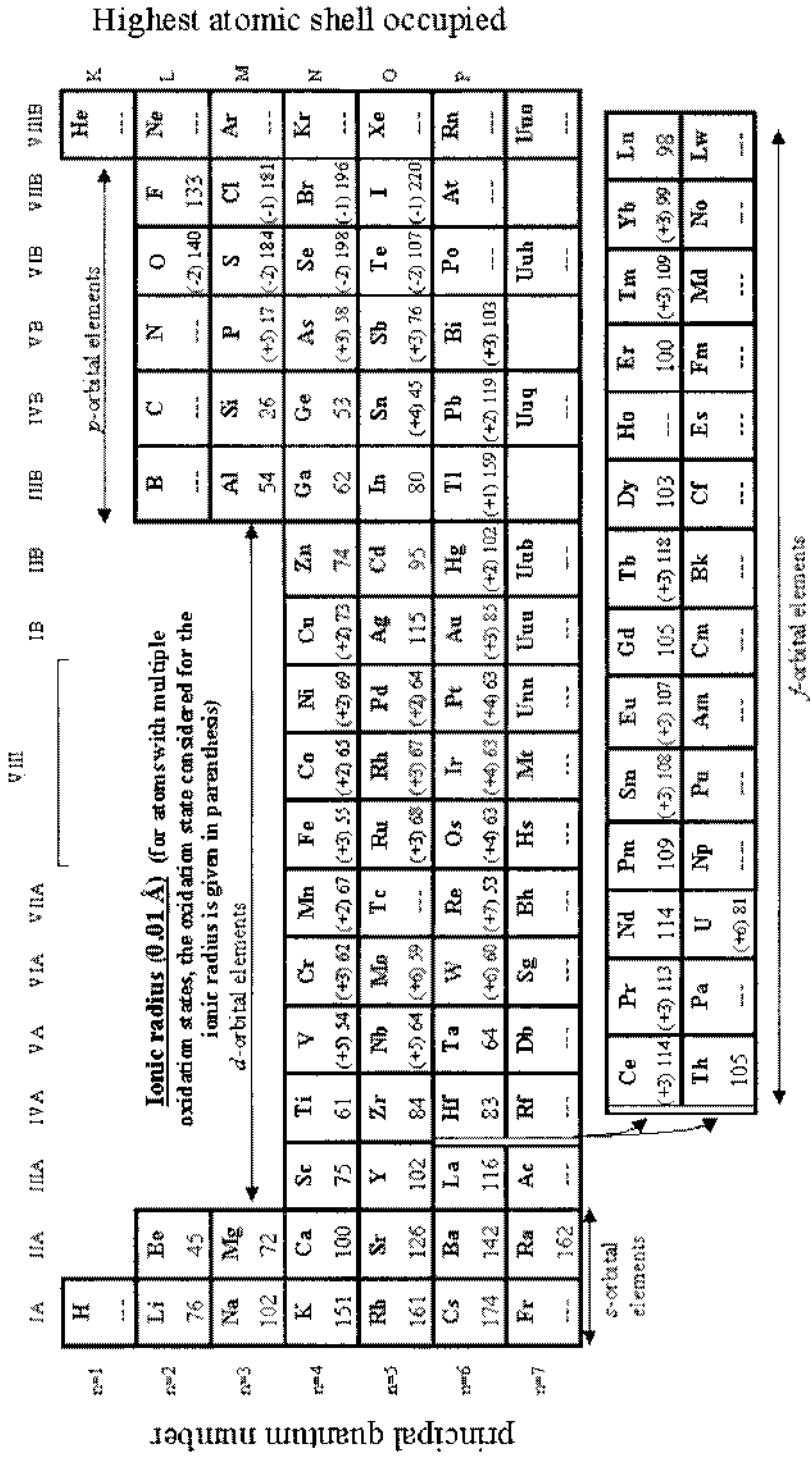 Highest atomic shell occupied
principal quantum number
IA IIA IIIA IVA VA VIA VIIA VIII IB IIB IIIB IVB VB VIB VIIB VIIIB
Ionic radius (0.01 Å) (for atoms with multiple
oxidation states, the oxidation state considered for the
ionic radius is given in parenthesis)
d-orbital elements
p-orbital elements
n=1 H He K
--- ---
n=2 Li Be B C N O F Ne L
76 45 --- --- --- (-2) 140 133 ---
n=3 Na Mg Al Si P S Cl Ar M
102 72 54 26 (+5) 17 (-2) 184 (-1) 181 ---
n=4 K Ca Sc Ti V Cr Mn Fe Co Ni Cu Zn Ga Ge As Se Br Kr N
151 100 75 61 (+5) 54 (+3) 62 (+2) 67 (+3) 55 (+2) 65 (+2) 69 (+2) 73 74 62 53 (+3) 58 (-2) 198 (-1) 196 ---
n=5 Rb Sr Y Zr Nb Mo Tc Ru Rh Pd Ag Cd In Sn Sb Te I Xe O
161 126 102 84 (+5) 64 (+6) 59 --- (+3) 68 (+3) 67 (+2) 64 115 95 80 (+4) 45 (+3) 76 (-2) 107 (-1) 220 ---
n=6 Cs Ba La Hf Ta W Re Os Ir Pt Au Hg Tl Pb Bi Po At Rn P
174 142 116 83 64 (+6) 60 (+7) 53 (+4) 63 (+4) 63 (+4) 63 (+3) 85 (+2) 102 (+1) 159 (+2) 119 (+3) 103 --- --- ---
n=7 Fr Ra Ac Rf Db Sg Bh Hs Mt Unn Uuu Uub Uuq Uuh Uuo
--- 162 --- --- --- --- --- --- --- --- --- --- --- --- ---
s-orbital
elements
Ce Pr Nd Pm Sm Eu Gd Tb Dy Ho Er Tm Yb Lu
(+3) 114 (+3) 113 114 109 (+3) 108 (+3) 107 105 (+3) 118 103 --- 100 (+3) 109 (+3) 99 98
Th Pa U Np Pu Am Cm Bk Cf Es Fm Md No Lw
105 --- (+6) 81 ---- --- --- --- --- --- --- --- --- --- ---
f-orbital elements